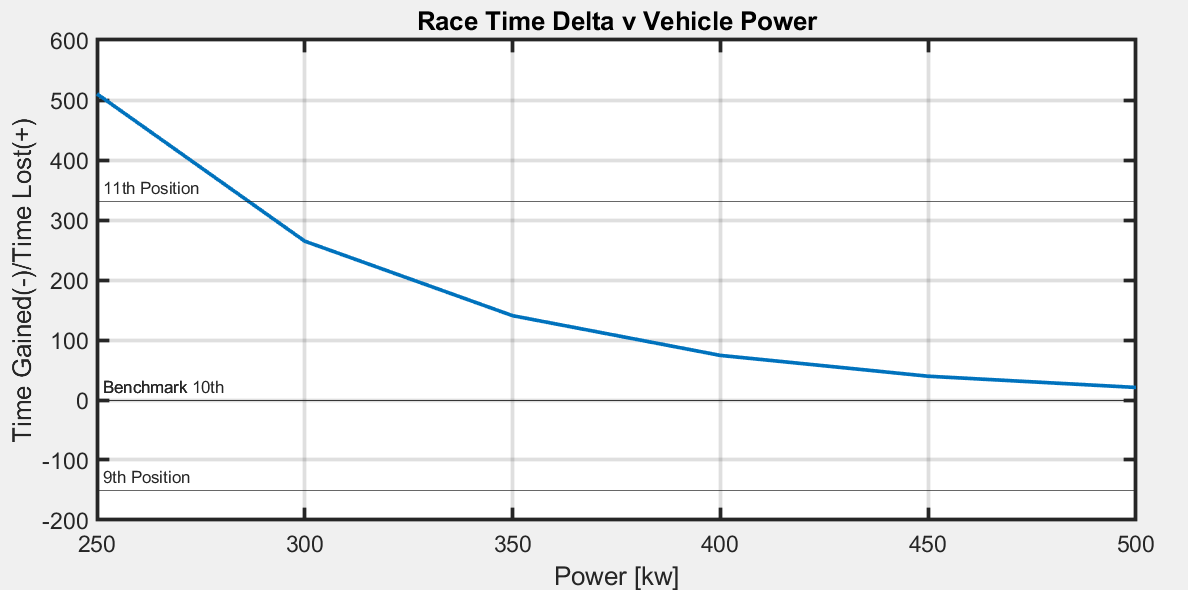 Race Time Delta v Vehicle Power
Time Gained(-)/Time Lost(+)
600
500
400
11th Position
300
200
100
Benchmark 10th
0
-100
9th Position
-200
250 300 350 400 450 500
Power [kw]